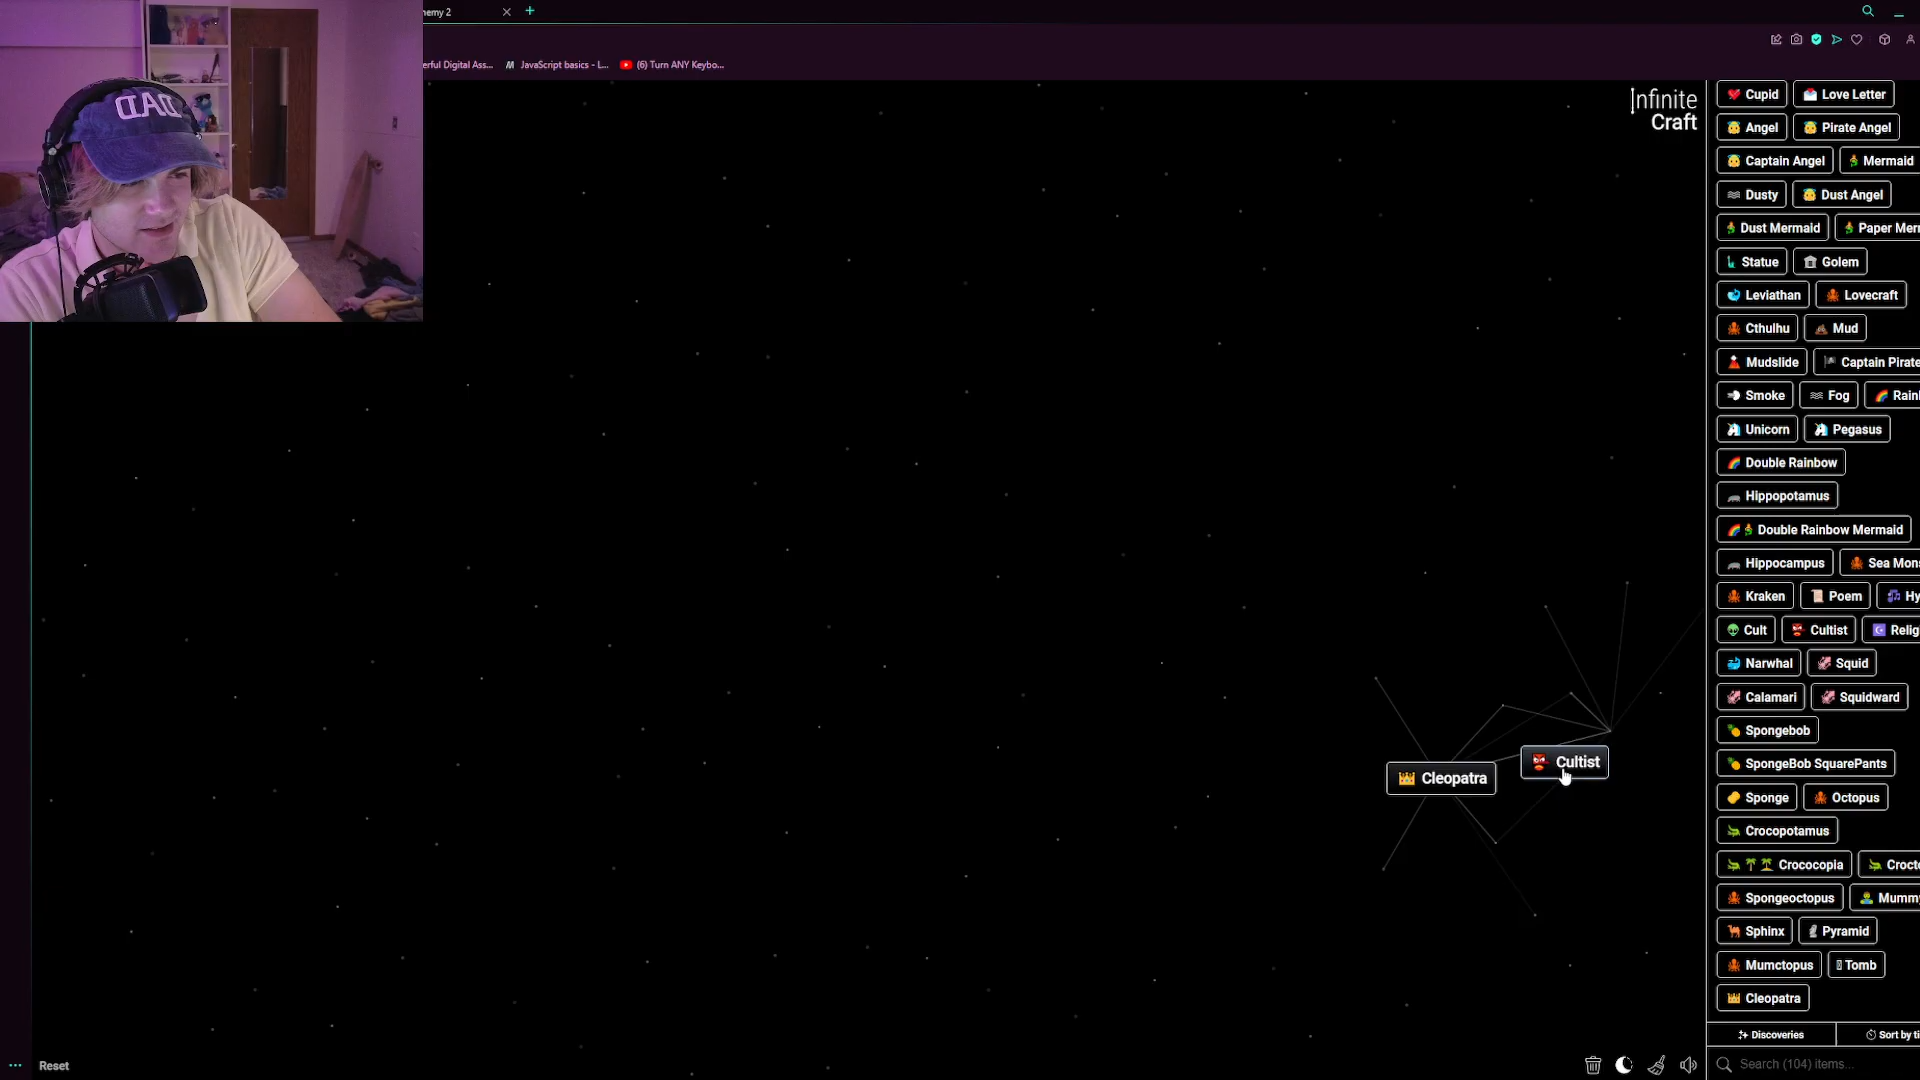 nemy 2
erful Digital Ass...
JavaScript basics - L...
(6) Turn ANY Keybo...
DAD
Infinite
Craft
Cupid
Love Letter
Angel
Pirate Angel
Captain Angel
Mermaid
Dusty
Dust Angel
Dust Mermaid
Paper Mer
Statue
Golem
Leviathan
Lovecraft
Cthulhu
Mud
Mudslide
Captain Pirate
Smoke
Fog
Rain
Unicorn
Pegasus
Double Rainbow
Hippopotamus
Double Rainbow Mermaid
Hippocampus
Sea Mons
Kraken
Poem
Hy
Cult
Cultist
Relig
Narwhal
Squid
Calamari
Squidward
Spongebob
SpongeBob SquarePants
Sponge
Octopus
Crocopotamus
Crococopia
Crocto
Spongeoctopus
Mummy
Sphinx
Pyramid
Mumctopus
Tomb
Cleopatra
Cleopatra
Cultist
Discoveries
Sort by ti
Search (104) items...
Reset